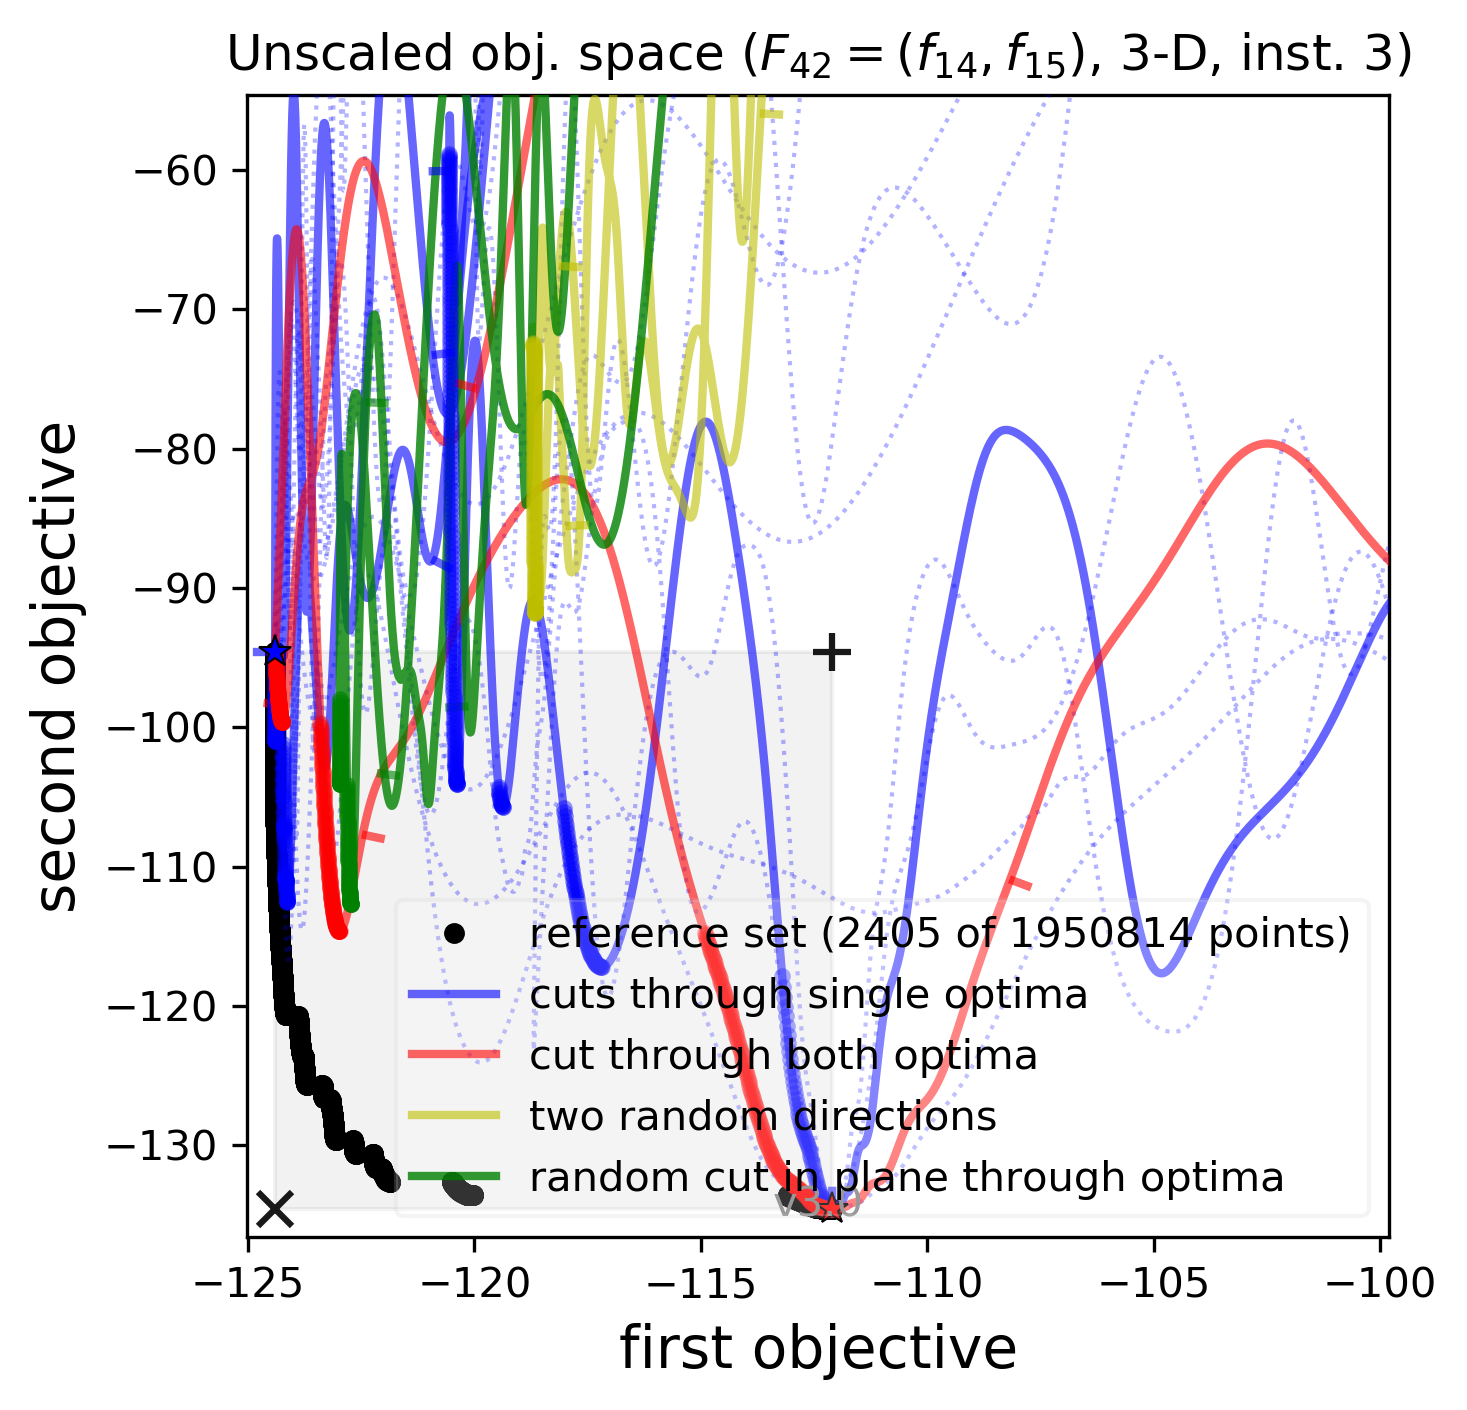 Unscaled obj. space (F₄₂ = (f₁₄, f₁₅), 3-D, inst. 3)
second objective
−60
−70
−80
−90
−100
−110
−120
−130
reference set (2405 of 1950814 points)
cuts through single optima
cut through both optima
two random directions
random cut in plane through optima
−125
−120
−115
−110
−105
−100
first objective